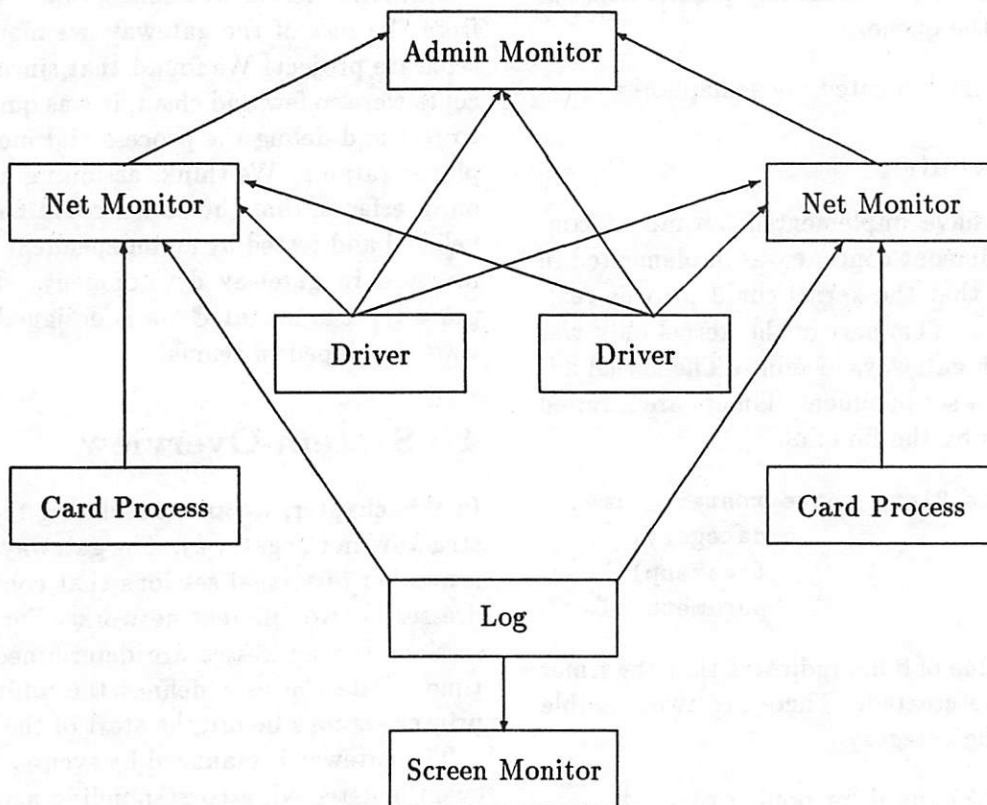 Admin Monitor
Net Monitor
Net Monitor
Driver
Driver
Card Process
Card Process
Log
Screen Monitor